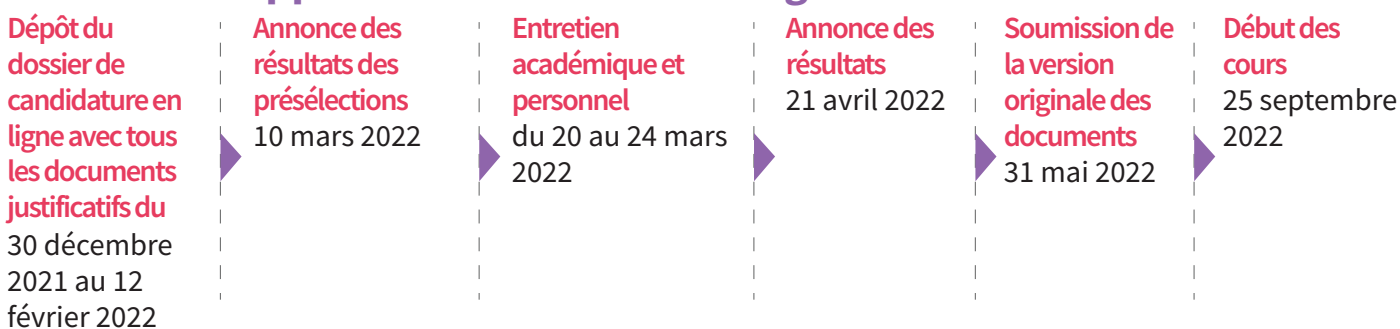 Dépôt du
dossier de
candidature en
ligne avec tous
les documents
justificatifs du
30 décembre
2021 au 12
février 2022
Annonce des
résultats des
présélections
10 mars 2022
Entretien
académique et
personnel
du 20 au 24 mars
2022
Annonce des
résultats
21 avril 2022
Soumission de
la version
originale des
documents
31 mai 2022
Début des
cours
25 septembre
2022